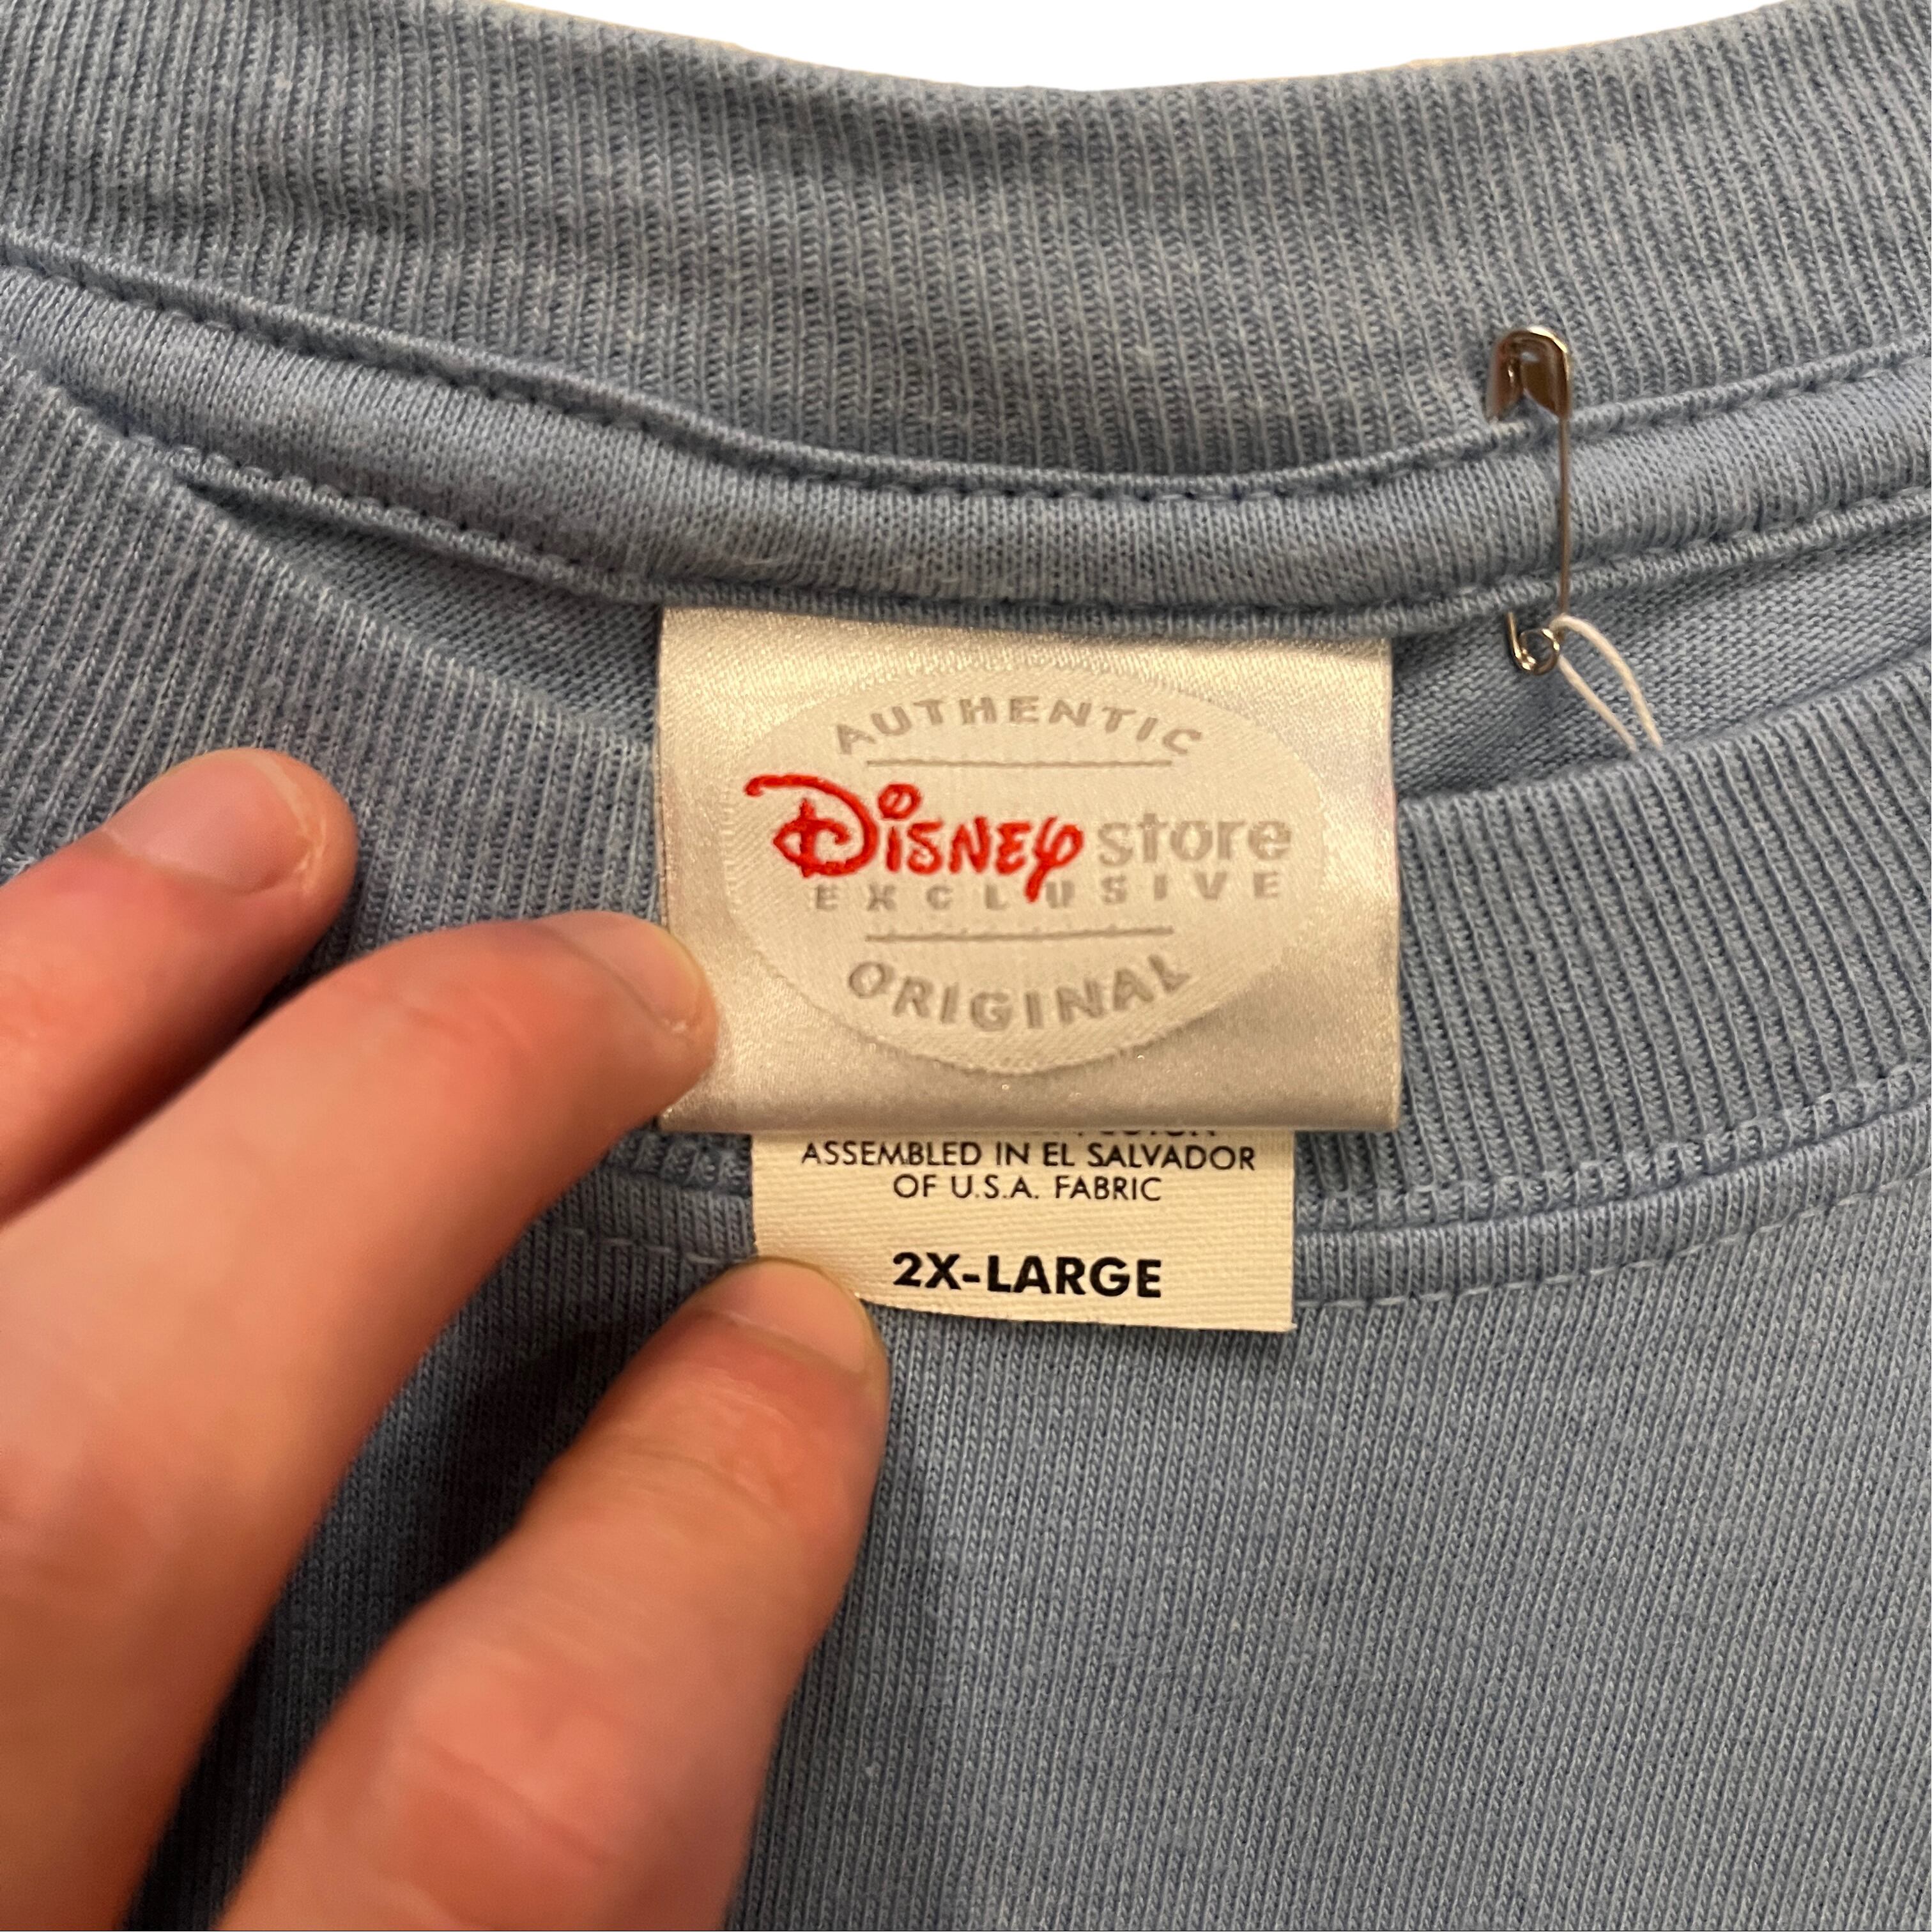 AUTHENTIC
Disney store
EXCLUSIVE
ORIGINAL
ASSEMBLED IN EL SALVADOR
OF U.S.A. FABRIC
2X-LARGE